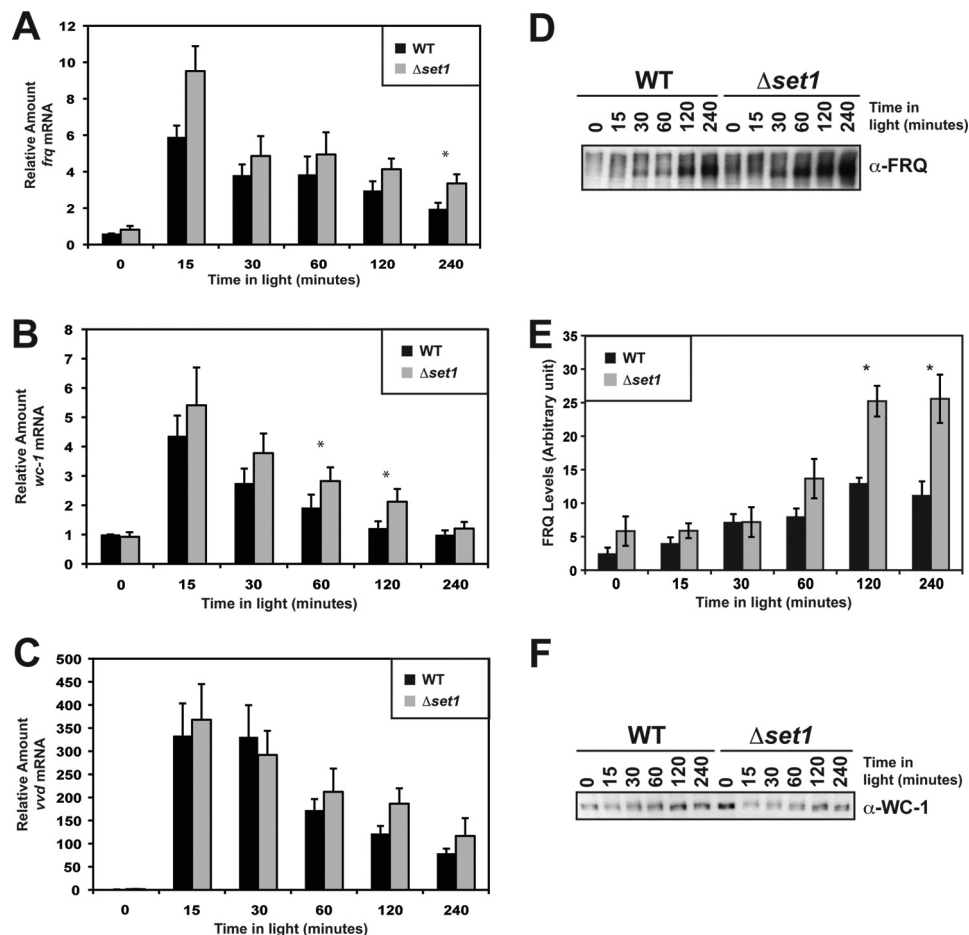 A
Relative Amount
frq mRNA
12
10
8
6
4
2
0
WT
Δset1
*
0 15 30 60 120 240
Time in light (minutes)
B
Relative Amount
wc-1 mRNA
8
7
6
5
4
3
2
1
0
WT
Δset1
* *
0 15 30 60 120 240
Time in light (minutes)
C
Relative Amount
vvd mRNA
500
450
400
350
300
250
200
150
100
50
0
WT
Δset1
0 15 30 60 120 240
Time in light (minutes)
D
WT Δset1
0 15 30 60 120 240 0 15 30 60 120 240
Time in
light (minutes)
α-FRQ
E
FRQ Levels (Arbitrary unit)
35
30
25
20
15
10
5
0
WT
Δset1
* *
0 15 30 60 120 240
Time in light (minutes)
F
WT Δset1
0 15 30 60 120 240 0 15 30 60 120 240
Time in
light (minutes)
α-WC-1